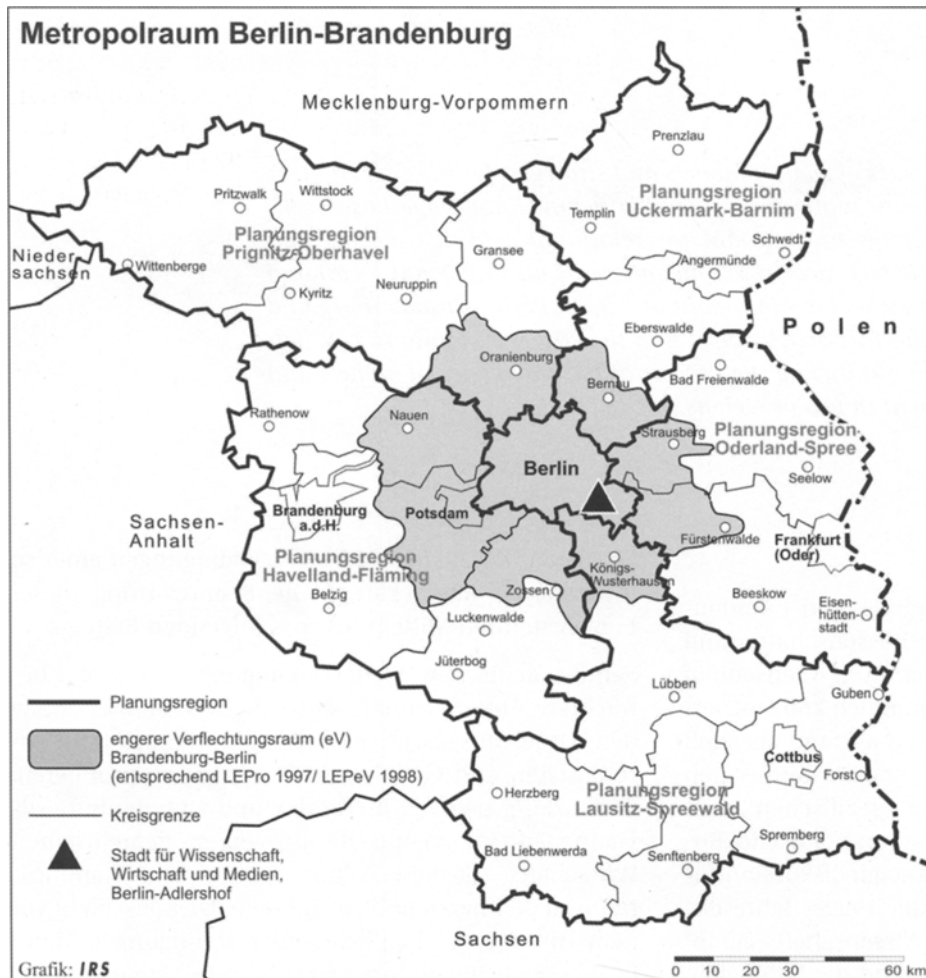 Metropolraum Berlin-Brandenburg
Mecklenburg-Vorpommern
Prenzlau
Pritzwalk
Wittstock
Planungsregion
Uckermark-Barnim
Templin
Planungsregion
Prignitz-Oberhavel
Gransee
Schwedt
Nieder
sachsen
Wittenberge
Angermünde
Kyritz
Neuruppin
Polen
Eberswalde
Oranienburg
Bernau
Bad Freienwalde
Rathenow
Nauen
Strausberg
Planungsregion
Oderland-Spree
Berlin
Seelow
Sachsen-
Anhalt
Brandenburg
a.d.H.
Potsdam
Fürstenwalde
Frankfurt
(Oder)
Planungsregion
Havelland-Fläming
Königs-
Wusterhausen
Belzig
Zossen
Beeskow
Eisen-
hütten-
stadt
Luckenwalde
Jüterbog
Lübben
Guben
Planungsregion
engerer Verflechtungsraum (eV)
Brandenburg-Berlin
(entsprechend LEPro 1997/ LEPeV 1998)
Cottbus
Forst
Herzberg
Planungsregion
Lausitz-Spreewald
Kreisgrenze
Spremberg
Stadt für Wissenschaft,
Wirtschaft und Medien,
Berlin-Adlershof
Bad Liebenwerda
Senftenberg
Sachsen
Grafik: IRS
0 10 20 30 40 50 60 km